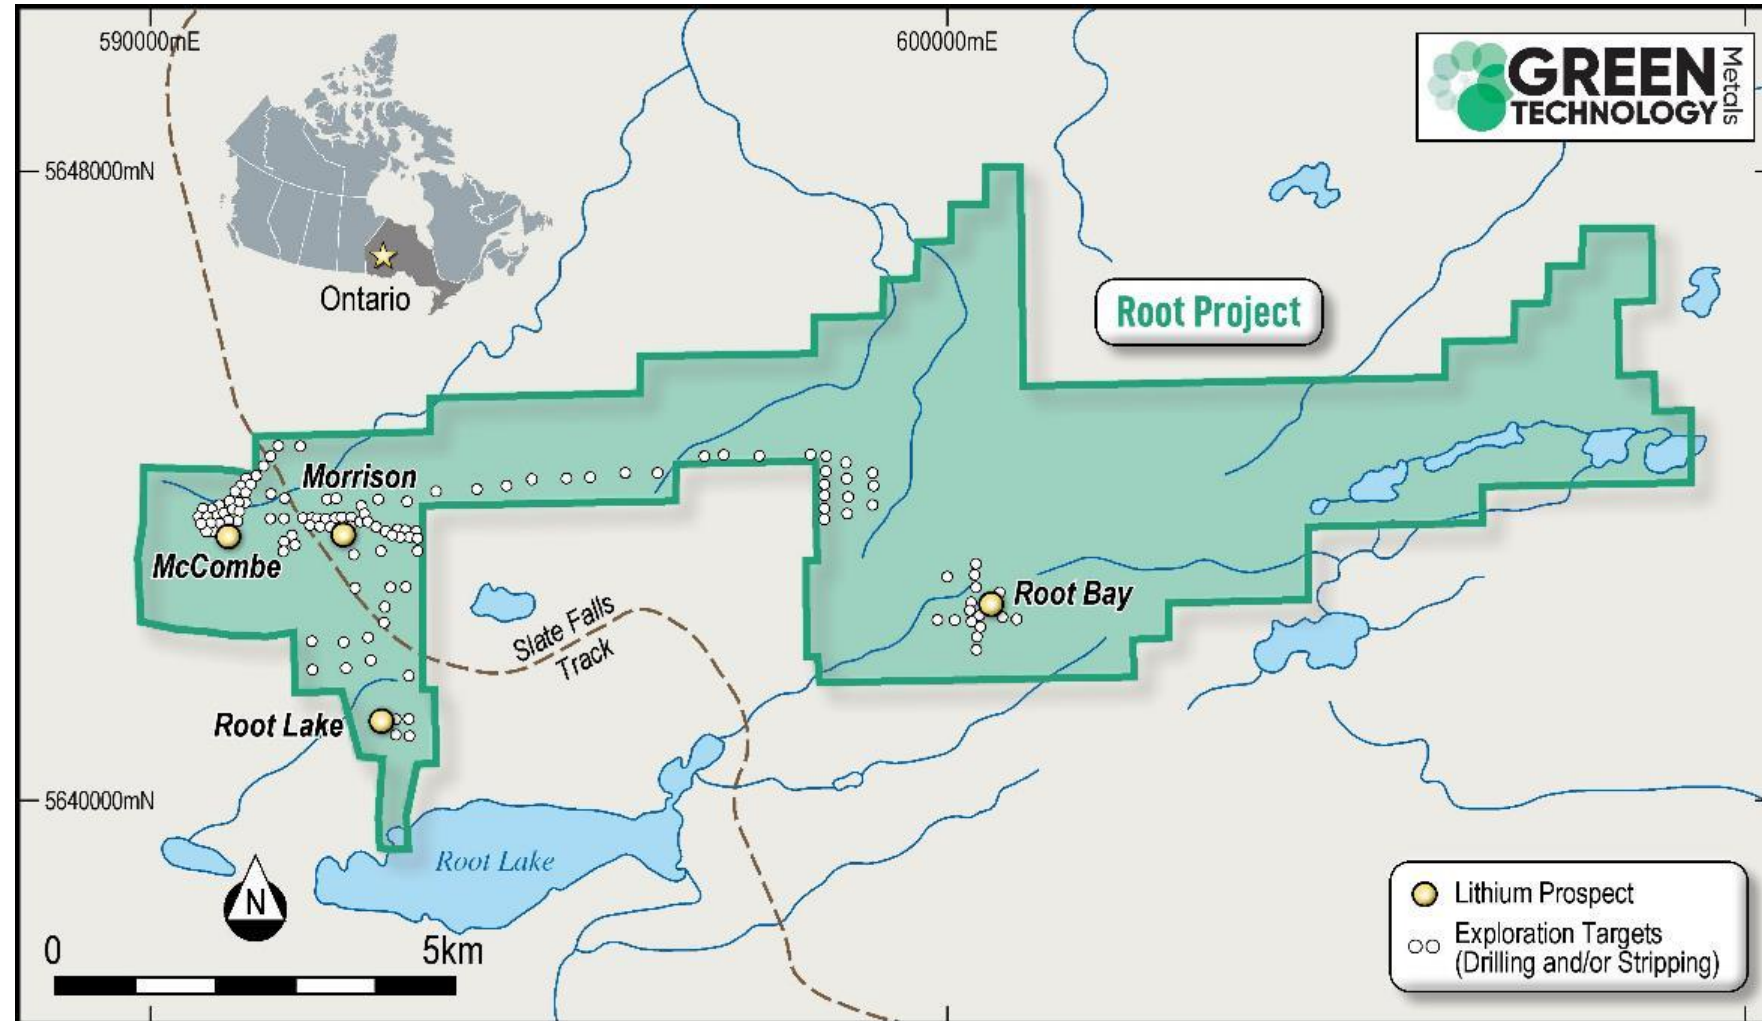 590000mE
600000mE
GREEN
TECHNOLOGY
Metals
5648000mN
Ontario
Root Project
Morrison
McCombe
Root Bay
Slate Falls
Track
Root Lake
5640000mN
Root Lake
N
0
5km
Lithium Prospect
Exploration Targets
(Drilling and/or Stripping)